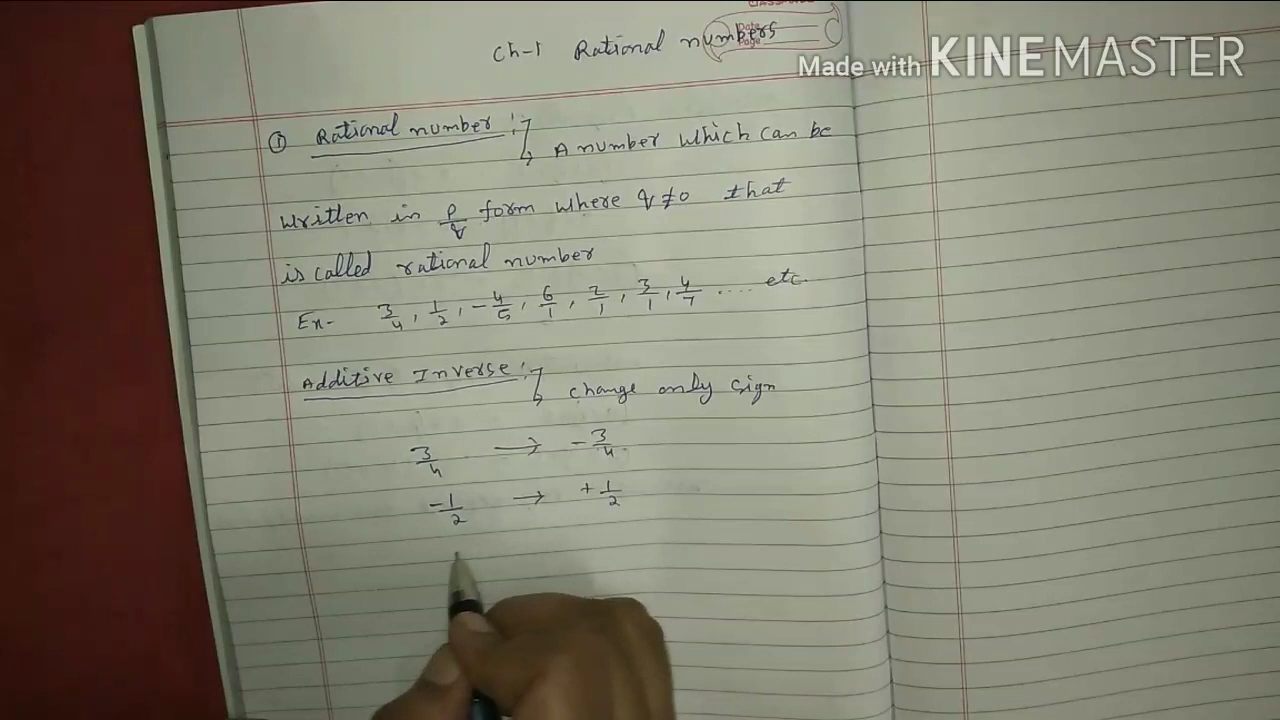 Ch-1 Rational numbers
Date
Page
Made with KINEMASTER
① Rational number :
A number which can be
written in p/q form where q≠0 that
is called rational number
Ex- 3/4, 1/2, -4/5, 6/1, 2/1, 3/1, 4/7 .... etc.
Additive Inverse :
change only sign
3/4 → -3/4
-1/2 → +1/2